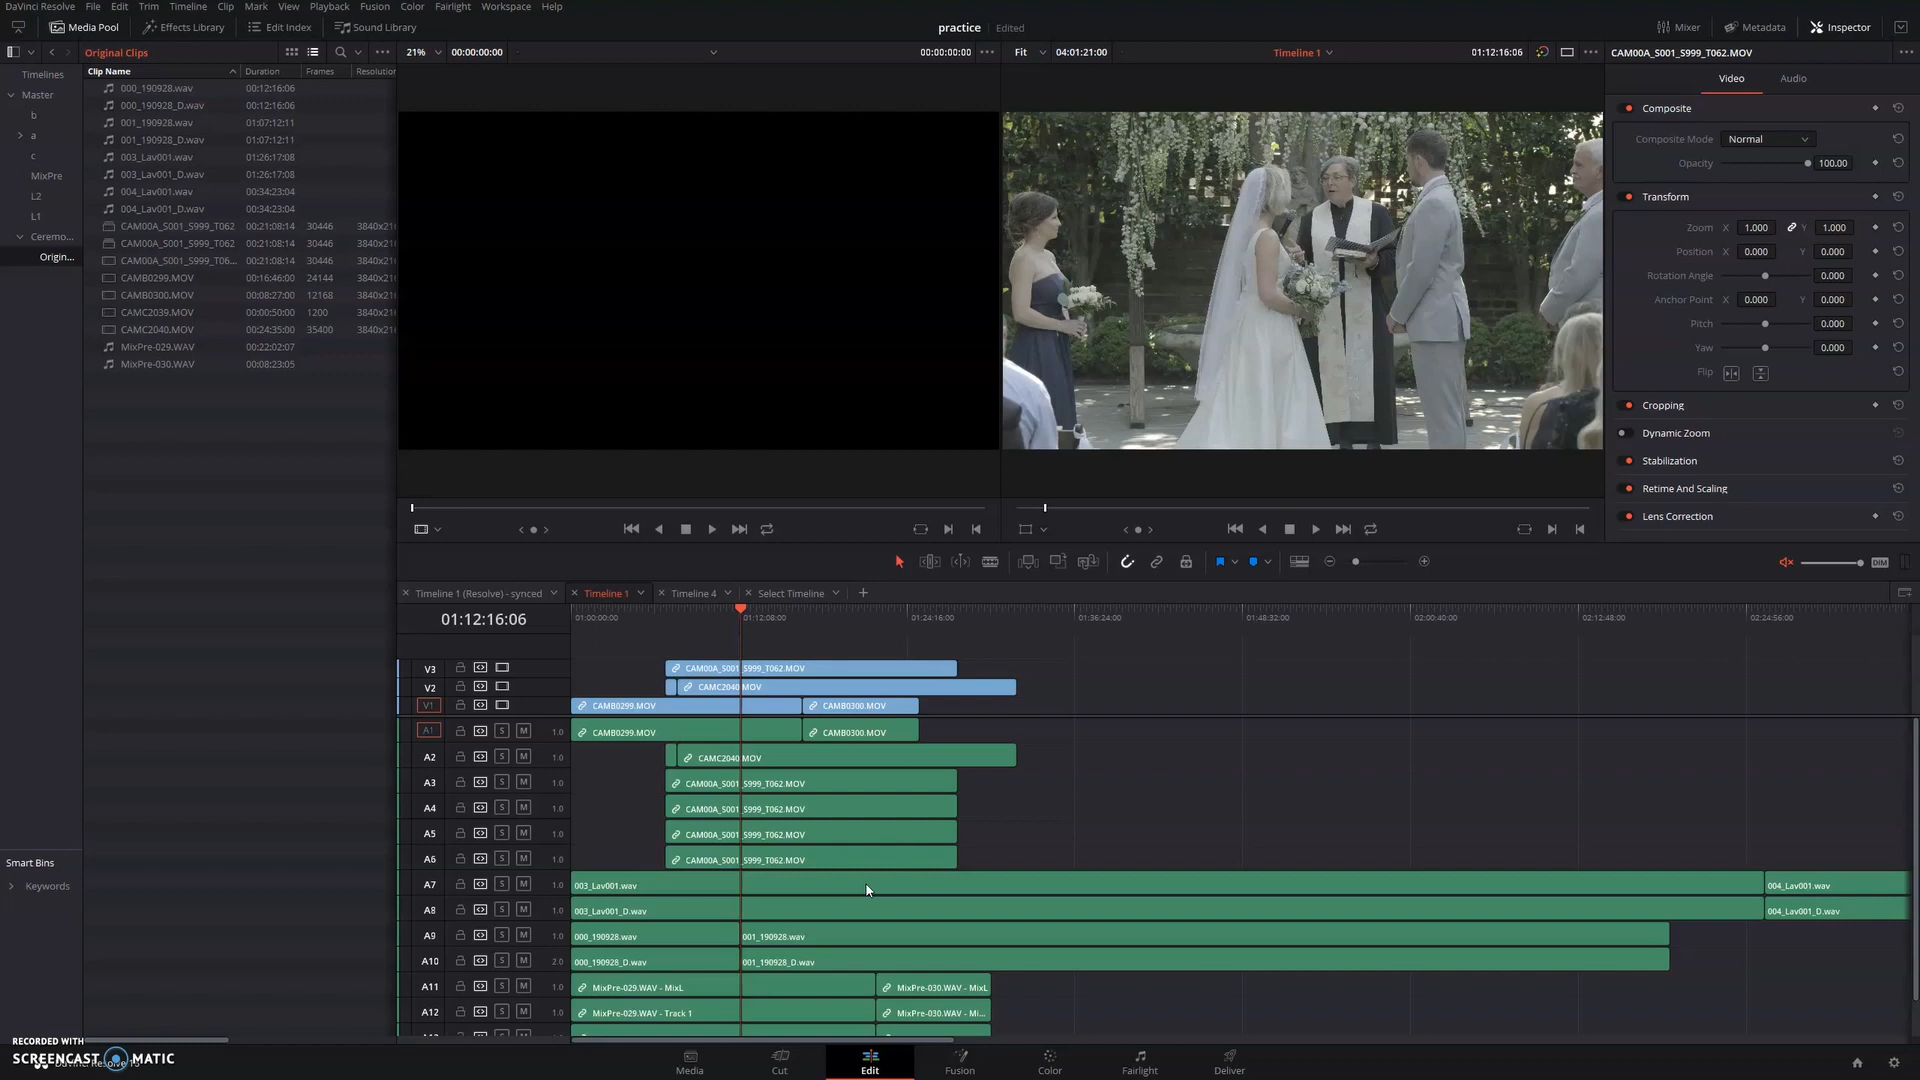 DaVinci Resolve File Edit Trim Timeline Clip Mark View Playback Fusion Color Fairlight Workspace Help
Media Pool Effects Library Edit Index Sound Library practice Edited Mixer Metadata Inspector
Original Clips 21% 00:00:00:00 00:00:00:00 Fit 04:01:21:00 Timeline 1 01:12:16:06 CAM00A_S001_S999_T062.MOV
Timelines
Master
b
a
c
MixPre
L2
L1
Ceremo...
Origin...
Smart Bins
Keywords
Clip Name Duration Frames Resolution
000_190928.wav 00:12:16:06
000_190928_D.wav 00:12:16:06
001_190928.wav 01:07:12:11
001_190928_D.wav 01:07:12:11
003_Lav001.wav 01:26:17:08
003_Lav001_D.wav 01:26:17:08
004_Lav001.wav 00:34:23:04
004_Lav001_D.wav 00:34:23:04
CAM00A_S001_S999_T062 00:21:08:14 30446 3840x21
CAM00A_S001_S999_T062 00:21:08:14 30446 3840x21
CAM00A_S001_S999_T06... 00:21:08:14 30446 3840x21
CAMB0299.MOV 00:16:46:00 24144 3840x21
CAMB0300.MOV 00:08:27:00 12168 3840x21
CAMC2039.MOV 00:00:50:00 1200 3840x21
CAMC2040.MOV 00:24:35:00 35400 3840x21
MixPre-029.WAV 00:22:02:07
MixPre-030.WAV 00:08:23:05
Video Audio
Composite
Composite Mode Normal
Opacity 100.00
Transform
Zoom X 1.000 Y 1.000
Position X 0.000 Y 0.000
Rotation Angle 0.000
Anchor Point X 0.000 Y 0.000
Pitch 0.000
Yaw 0.000
Flip
Cropping
Dynamic Zoom
Stabilization
Retime And Scaling
Lens Correction
DIM
Timeline 1 (Resolve) - synced Timeline 1 Timeline 4 Select Timeline
01:12:16:06 01:00:00:00 01:12:08:00 01:24:16:00 01:36:24:00 01:48:32:00 02:00:40:00 02:12:48:00 02:24:56:00
V3 CAM00A_S001_S999_T062.MOV
V2 CAMC2040.MOV
V1 CAMB0299.MOV CAMB0300.MOV
A1 S M 1.0 CAMB0299.MOV CAMB0300.MOV
A2 S M 1.0 CAMC2040.MOV
A3 S M 1.0 CAM00A_S001_S999_T062.MOV
A4 S M 1.0 CAM00A_S001_S999_T062.MOV
A5 S M 1.0 CAM00A_S001_S999_T062.MOV
A6 S M 1.0 CAM00A_S001_S999_T062.MOV
A7 S M 1.0 003_Lav001.wav 004_Lav001.wav
A8 S M 1.0 003_Lav001_D.wav 004_Lav001_D.wav
A9 S M 1.0 000_190928.wav 001_190928.wav
A10 S M 2.0 000_190928_D.wav 001_190928_D.wav
A11 S M 1.0 MixPre-029.WAV - MixL MixPre-030.WAV - MixL
A12 S M 1.0 MixPre-029.WAV - Track 1 MixPre-030.WAV - Mi...
RECORDED WITH
SCREENCAST MATIC
Media Cut Edit Fusion Color Fairlight Deliver